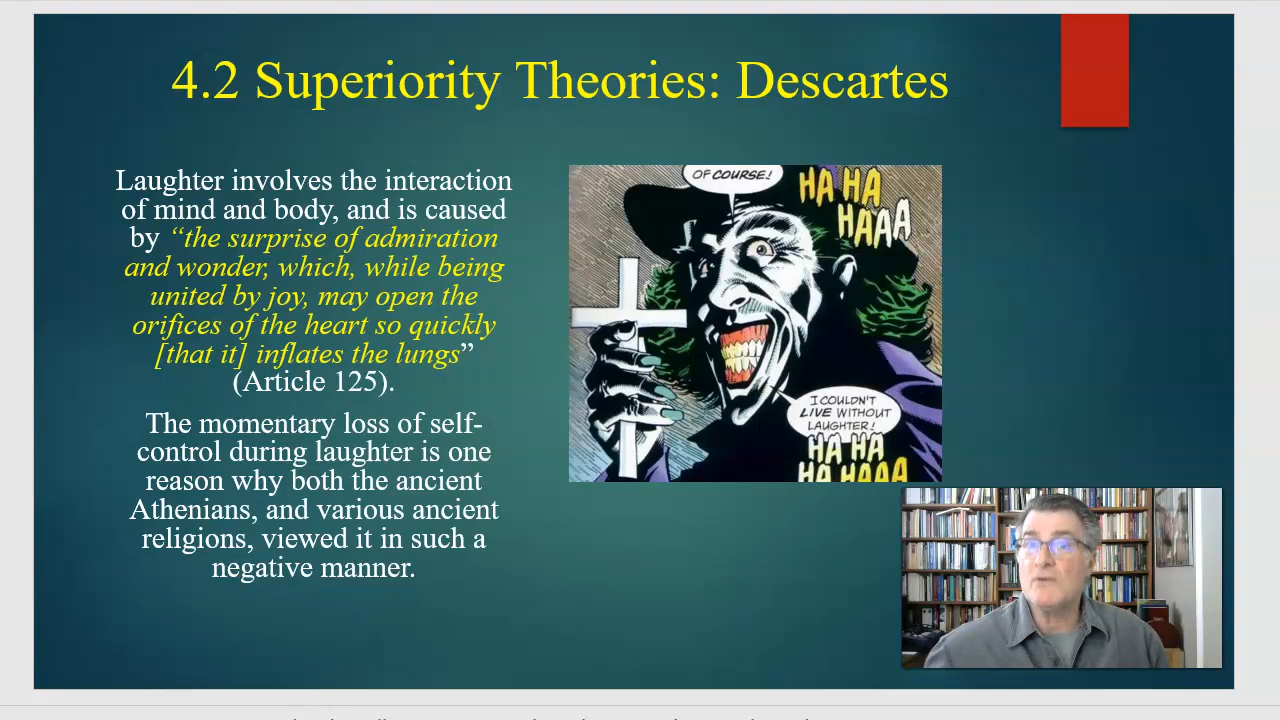 4.2 Superiority Theories: Descartes
Laughter involves the interaction
of mind and body, and is caused
by “the surprise of admiration
and wonder, which, while being
united by joy, may open the
orifices of the heart so quickly
[that it] inflates the lungs”
(Article 125).
The momentary loss of self-
control during laughter is one
reason why both the ancient
Athenians, and various ancient
religions, viewed it in such a
negative manner.
OF COURSE!
HA HA
HAAA
I COULDN'T
LIVE WITHOUT
LAUGHTER!
HA HA
HA HAAA